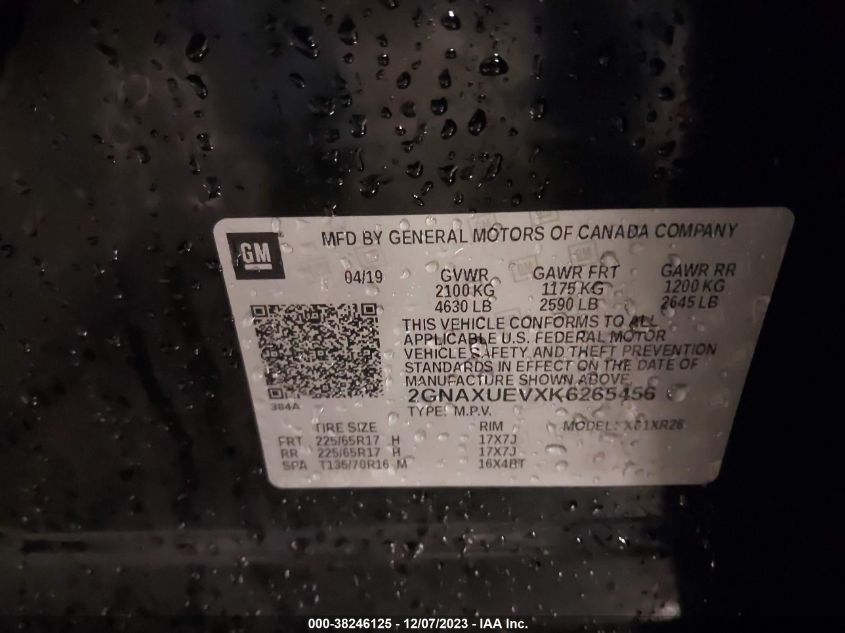 GM
MFD BY GENERAL MOTORS OF CANADA COMPANY
04/19 GVWR GAWR FRT GAWR RR
2100 KG 1175 KG 1200 KG
4630 LB 2590 LB 2645 LB
THIS VEHICLE CONFORMS TO ALL
APPLICABLE U.S. FEDERAL MOTOR
VEHICLE SAFETY AND THEFT PREVENTION
STANDARDS IN EFFECT ON THE DATE OF
MANUFACTURE SHOWN ABOVE.
384A
2GNAXUEVXK6265456
TYPE: M.P.V.
TIRE SIZE RIM MODEL:
FRT 225/65R17 H 17X7J
RR 225/65R17 H 17X7J
SPA T135/70R16 M 16X4BT
000-38246125 - 12/07/2023 - IAA Inc.